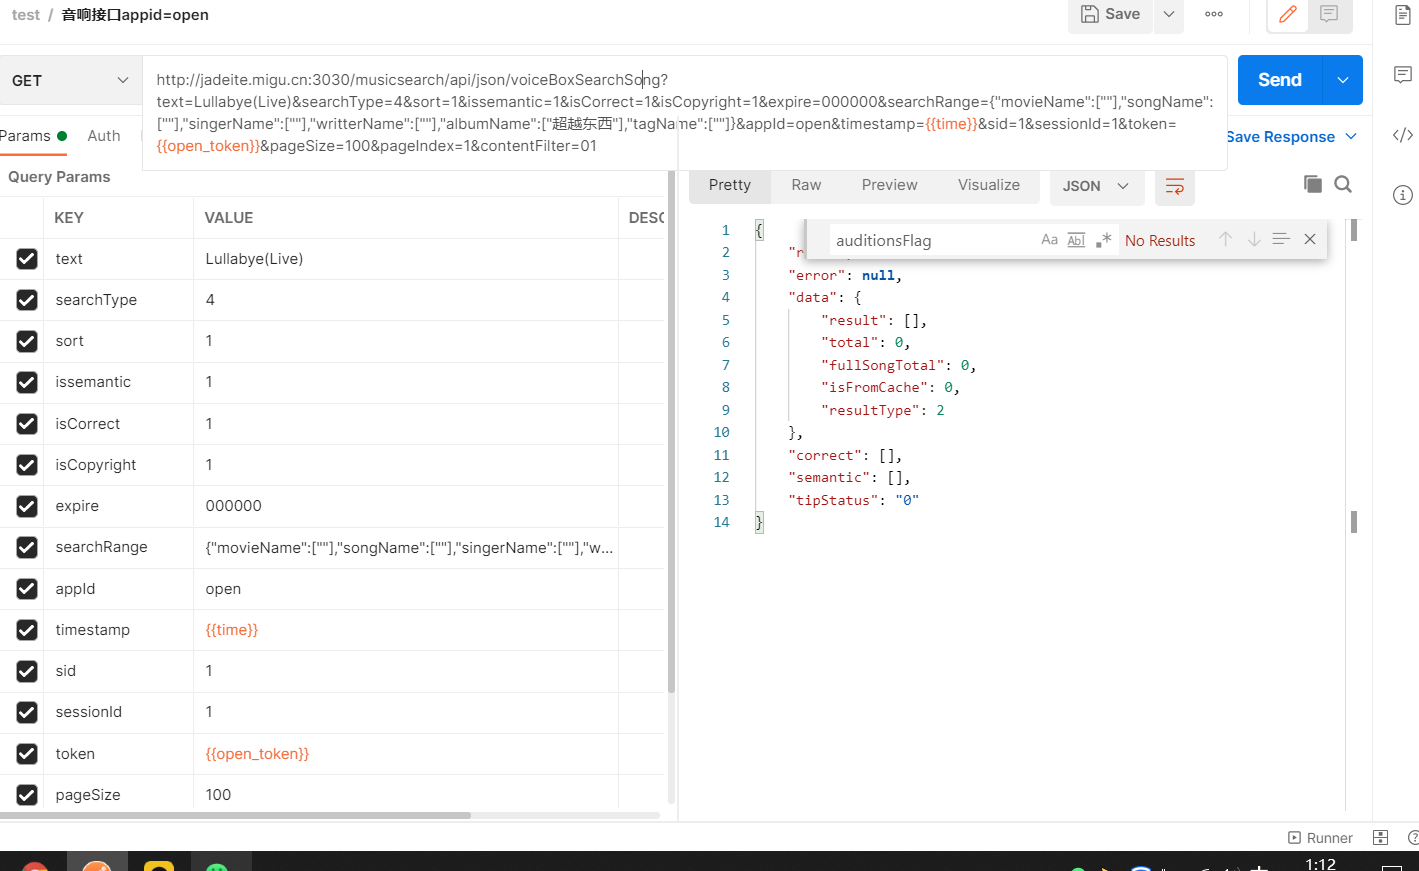 test / 音响接口appid=open
Save
GET
http://jadeite.migu.cn:3030/musicsearch/api/json/voiceBoxSearchSong?
text=Lullabye(Live)&searchType=4&sort=1&issemantic=1&isCorrect=1&isCopyright=1&expire=000000&searchRange={"movieName":[""],"songName":
[""],"singerName":[""],"writterName":[""],"albumName":["超越东西"],"tagName":[""]}&appId=open&timestamp={{time}}&sid=1&sessionId=1&token=
{{open_token}}&pageSize=100&pageIndex=1&contentFilter=01
Send
Params Auth
Save Response
Query Params
KEY VALUE DESC
text Lullabye(Live)
searchType 4
sort 1
issemantic 1
isCorrect 1
isCopyright 1
expire 000000
searchRange {"movieName":[""],"songName":[""],"singerName":[""],"w...
appId open
timestamp {{time}}
sid 1
sessionId 1
token {{open_token}}
pageSize 100
Pretty Raw Preview Visualize JSON
auditionsFlag Aa Abl .* No Results
1 {
2 "r
3 "error": null,
4 "data": {
5 "result": [],
6 "total": 0,
7 "fullSongTotal": 0,
8 "isFromCache": 0,
9 "resultType": 2
10 },
11 "correct": [],
12 "semantic": [],
13 "tipStatus": "0"
14 }
Runner
1:12